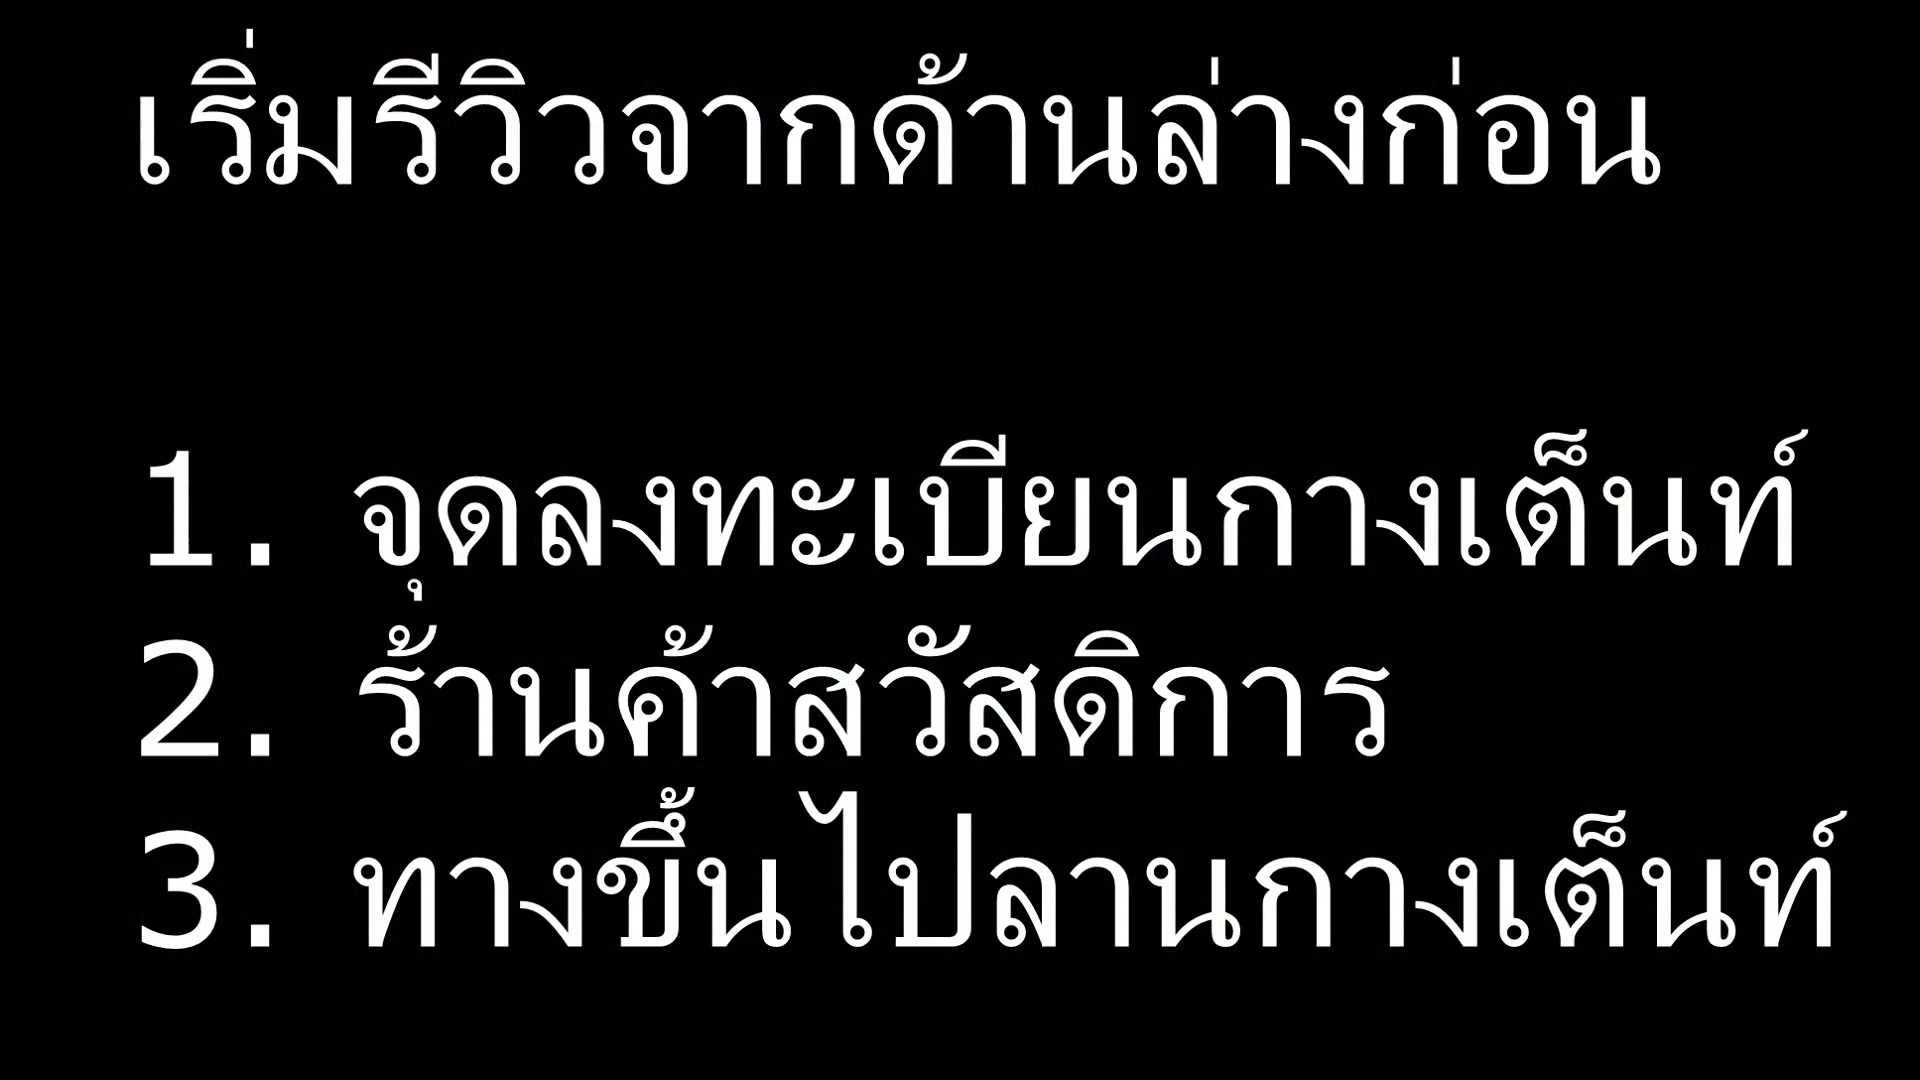 เริ่มรีวิวจากด้านล่างก่อน
1. จุดลงทะเบียนกางเต็นท์
2. ร้านค้าสวัสดิการ
3. ทางขึ้นไปลานกางเต็นท์